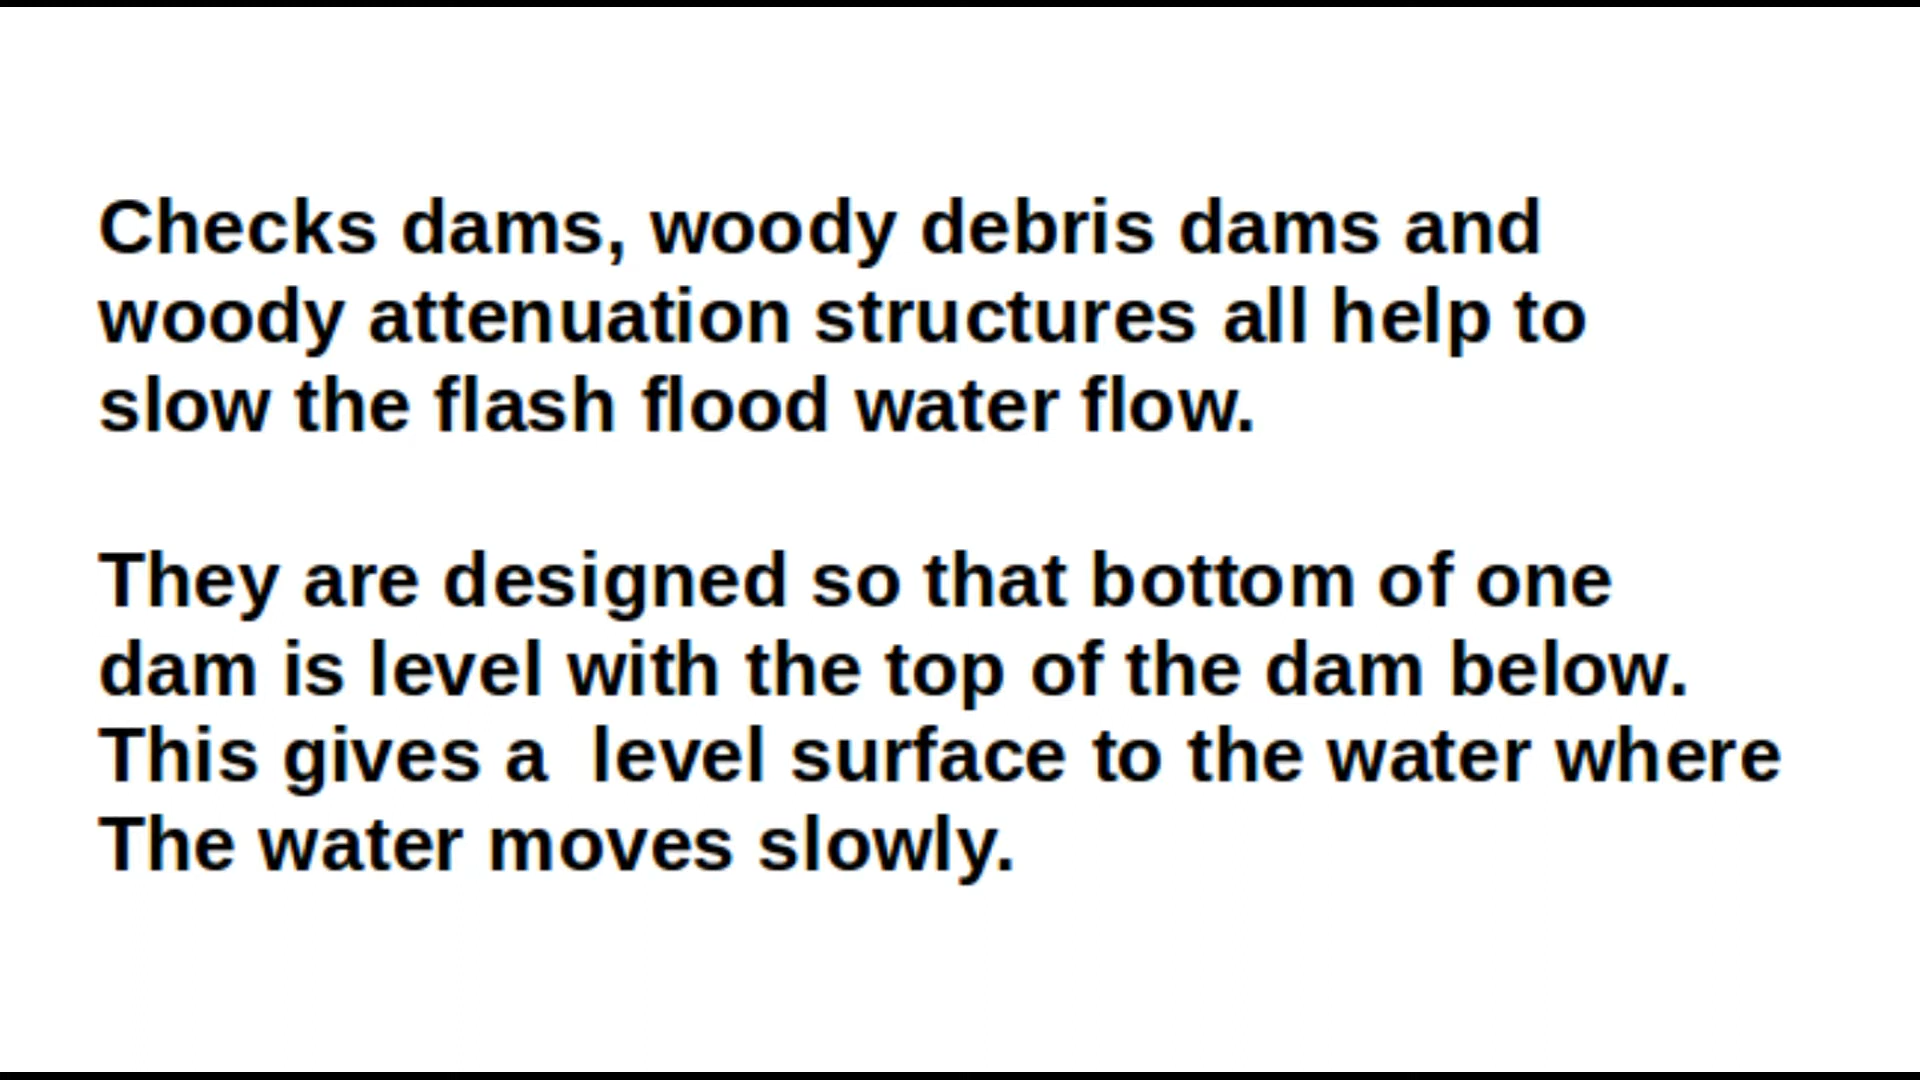 Checks dams, woody debris dams and
woody attenuation structures all help to
slow the flash flood water flow.
They are designed so that bottom of one
dam is level with the top of the dam below.
This gives a  level surface to the water where
The water moves slowly.